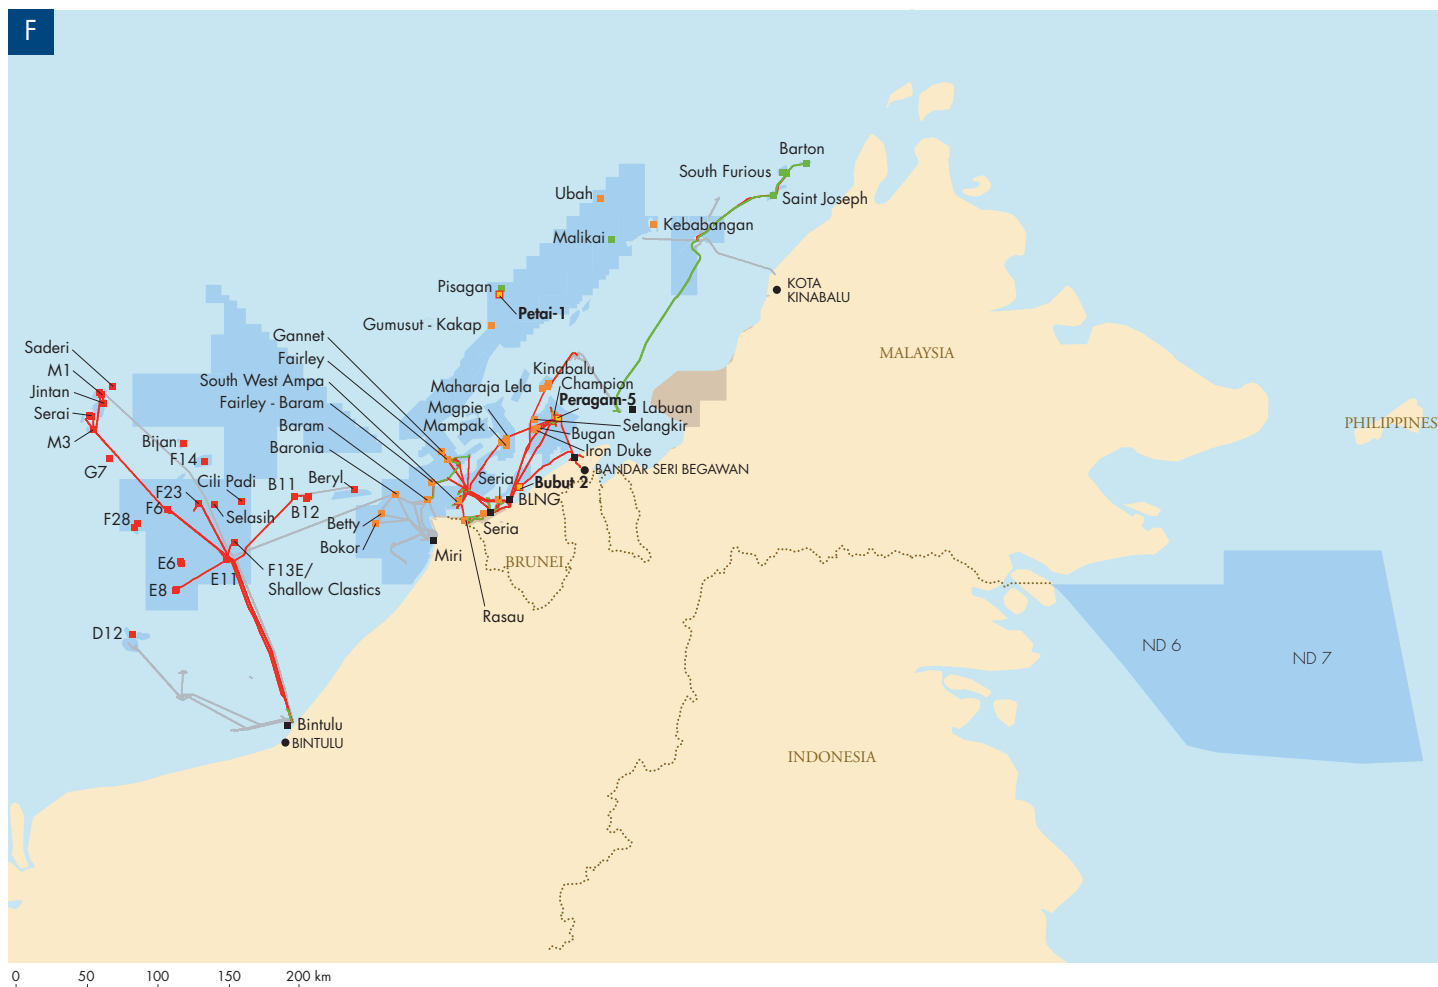 F
Barton
South Furious
Saint Joseph
Ubah
Kebabangan
Malikai
Pisagan
Petai-1
KOTA
KINABALU
Gumusut - Kakap
Gannet
Saderi
Fairley
MALAYSIA
M1
Kinabalu
South West Ampa
Maharaja Lela
Champion
Jintan
Peragam-5
Fairley - Baram
Magpie
Labuan
Serai
Baram
Mampak
Selangkir
PHILIPPINES
M3
Bijan
Baronia
Bugan
Iron Duke
G7
F14
BANDAR SERI BEGAWAN
Cili Padi
Beryl
Seria
Bubut 2
F23
B11
BLNG
F6
B12
F28
Selasih
Betty
Seria
Bokor
Miri
E6
BRUNEI
F13E/
Shallow Clastics
E11
E8
Rasau
D12
ND 6
ND 7
Bintulu
BINTULU
INDONESIA
0 50 100 150 200 km